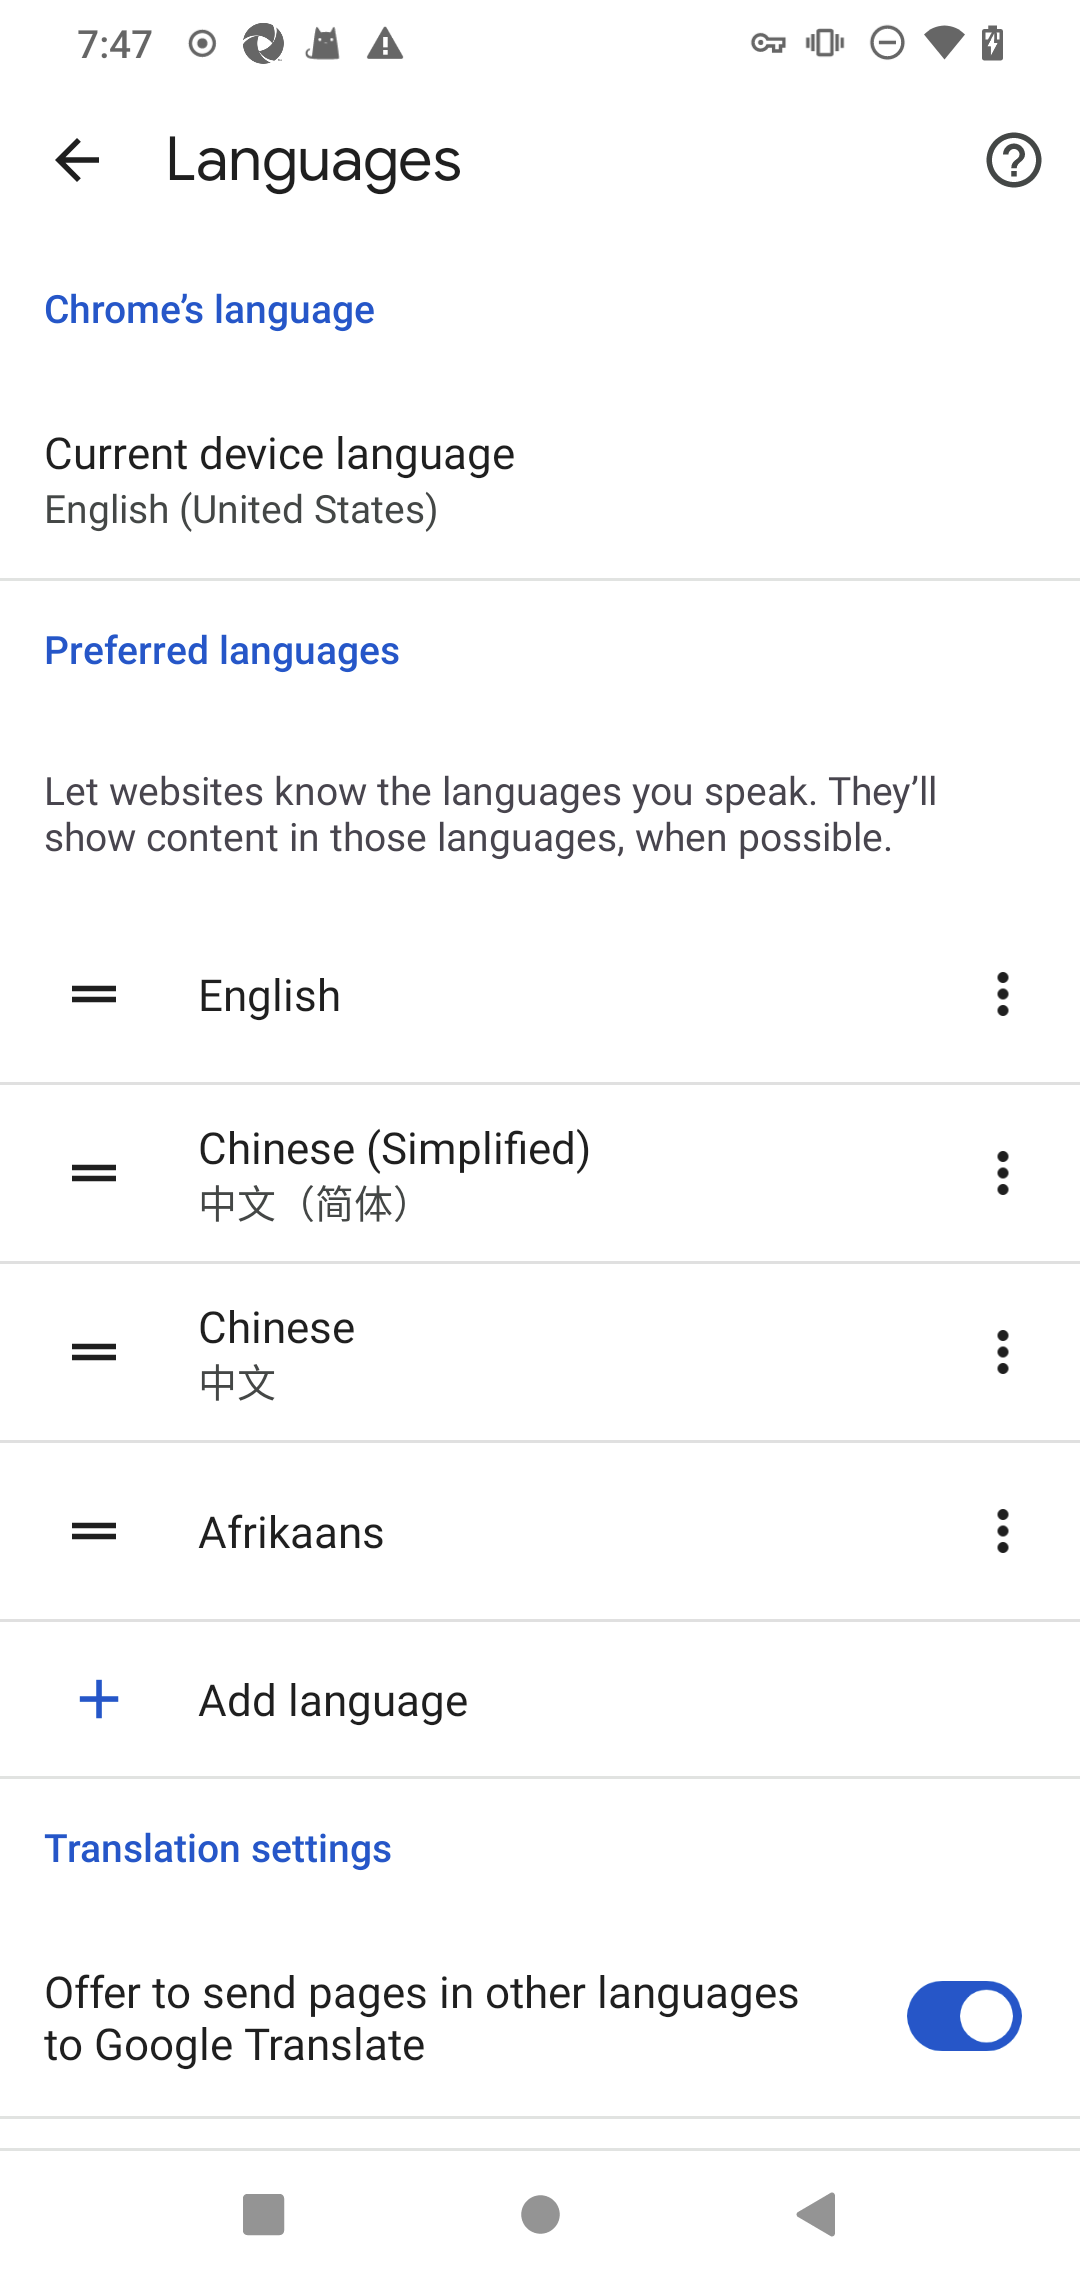 7:47
Languages
Chrome’s language
Current device language
English (United States)
Preferred languages
Let websites know the languages you speak. They’ll
show content in those languages, when possible.
English
Chinese (Simplified)
中文（简体）
Chinese
中文
Afrikaans
Add language
Translation settings
Offer to send pages in other languages
to Google Translate